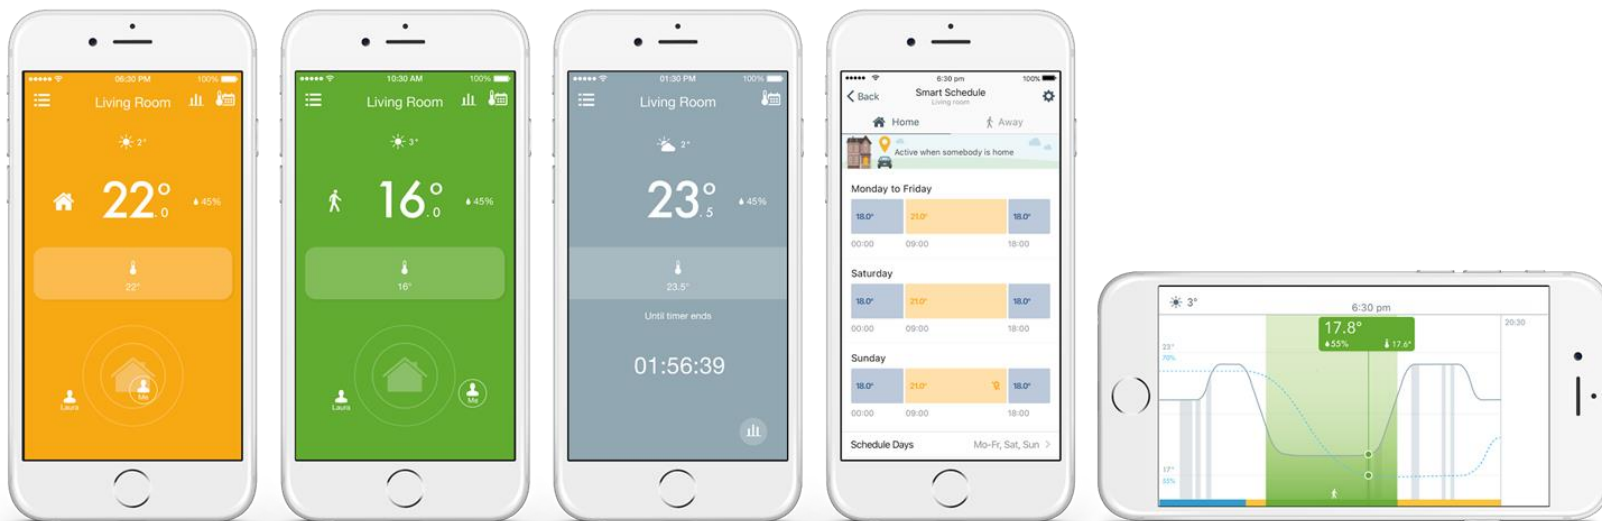 06:30 PM 100%
Living Room
2°
22°.0 45%
22°
Me
Laura
10:30 AM 100%
Living Room
3°
16°.0 45%
16°
Laura Me
01:30 PM 100%
Living Room
2°
23°.5 45%
23.5°
Until timer ends
01:56:39
6:30 pm 100%
Back Smart Schedule
Living room
Home Away
Active when somebody is home
Monday to Friday
18.0° 21.0° 18.0°
00:00 09:00 18:00
Saturday
18.0° 21.0° 18.0°
00:00 09:00 18:00
Sunday
18.0° 21.0° 18.0°
00:00 09:00 18:00
Schedule Days Mo-Fr, Sat, Sun
3° 6:30 pm
17.8° 20:30
55% 17.6°
23°
70%
17°
55%